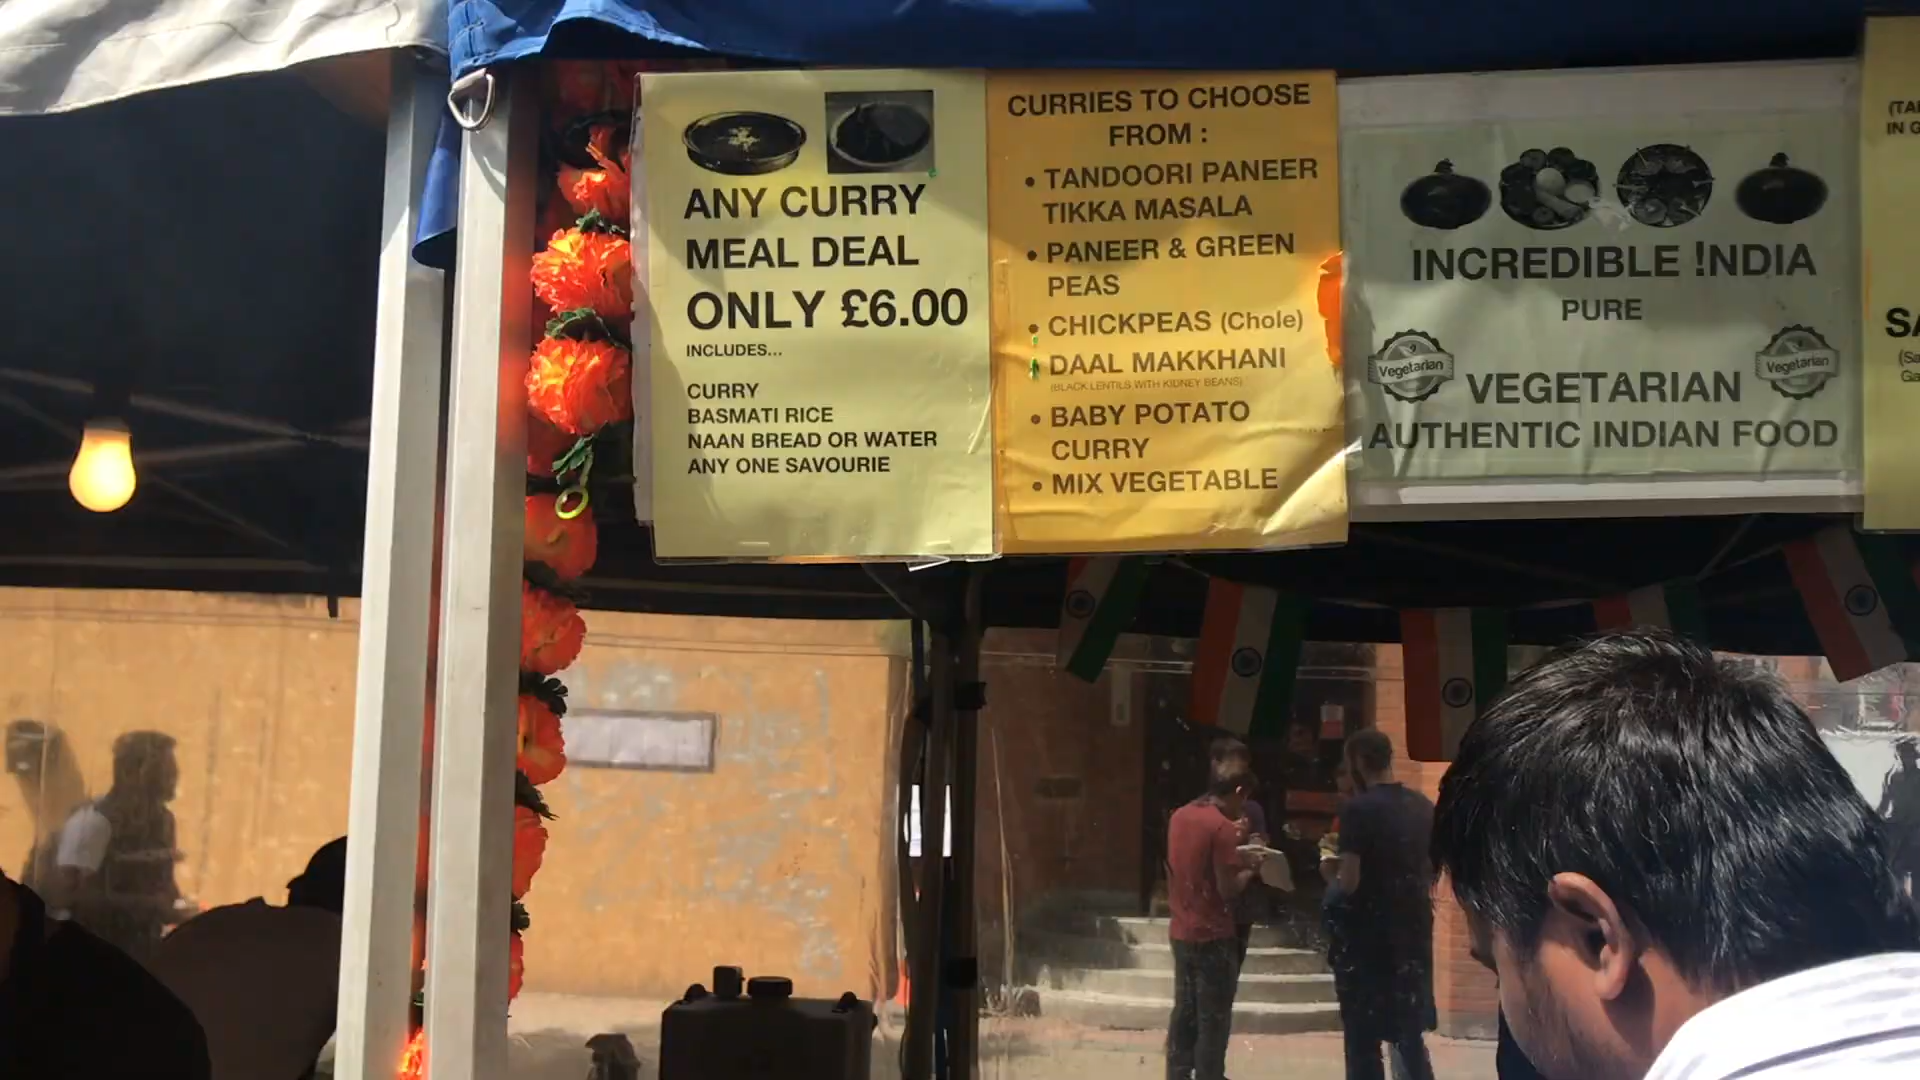 ANY CURRY
MEAL DEAL
ONLY £6.00
INCLUDES...
CURRY
BASMATI RICE
NAAN BREAD OR WATER
ANY ONE SAVOURIE
CURRIES TO CHOOSE
FROM :
• TANDOORI PANEER
TIKKA MASALA
• PANEER & GREEN
PEAS
• CHICKPEAS (Chole)
DAAL MAKKHANI
(BLACK LENTILS WITH KIDNEY BEANS)
• BABY POTATO
CURRY
• MIX VEGETABLE
INCREDIBLE !NDIA
PURE
Vegetarian
Vegetarian
VEGETARIAN
AUTHENTIC INDIAN FOOD